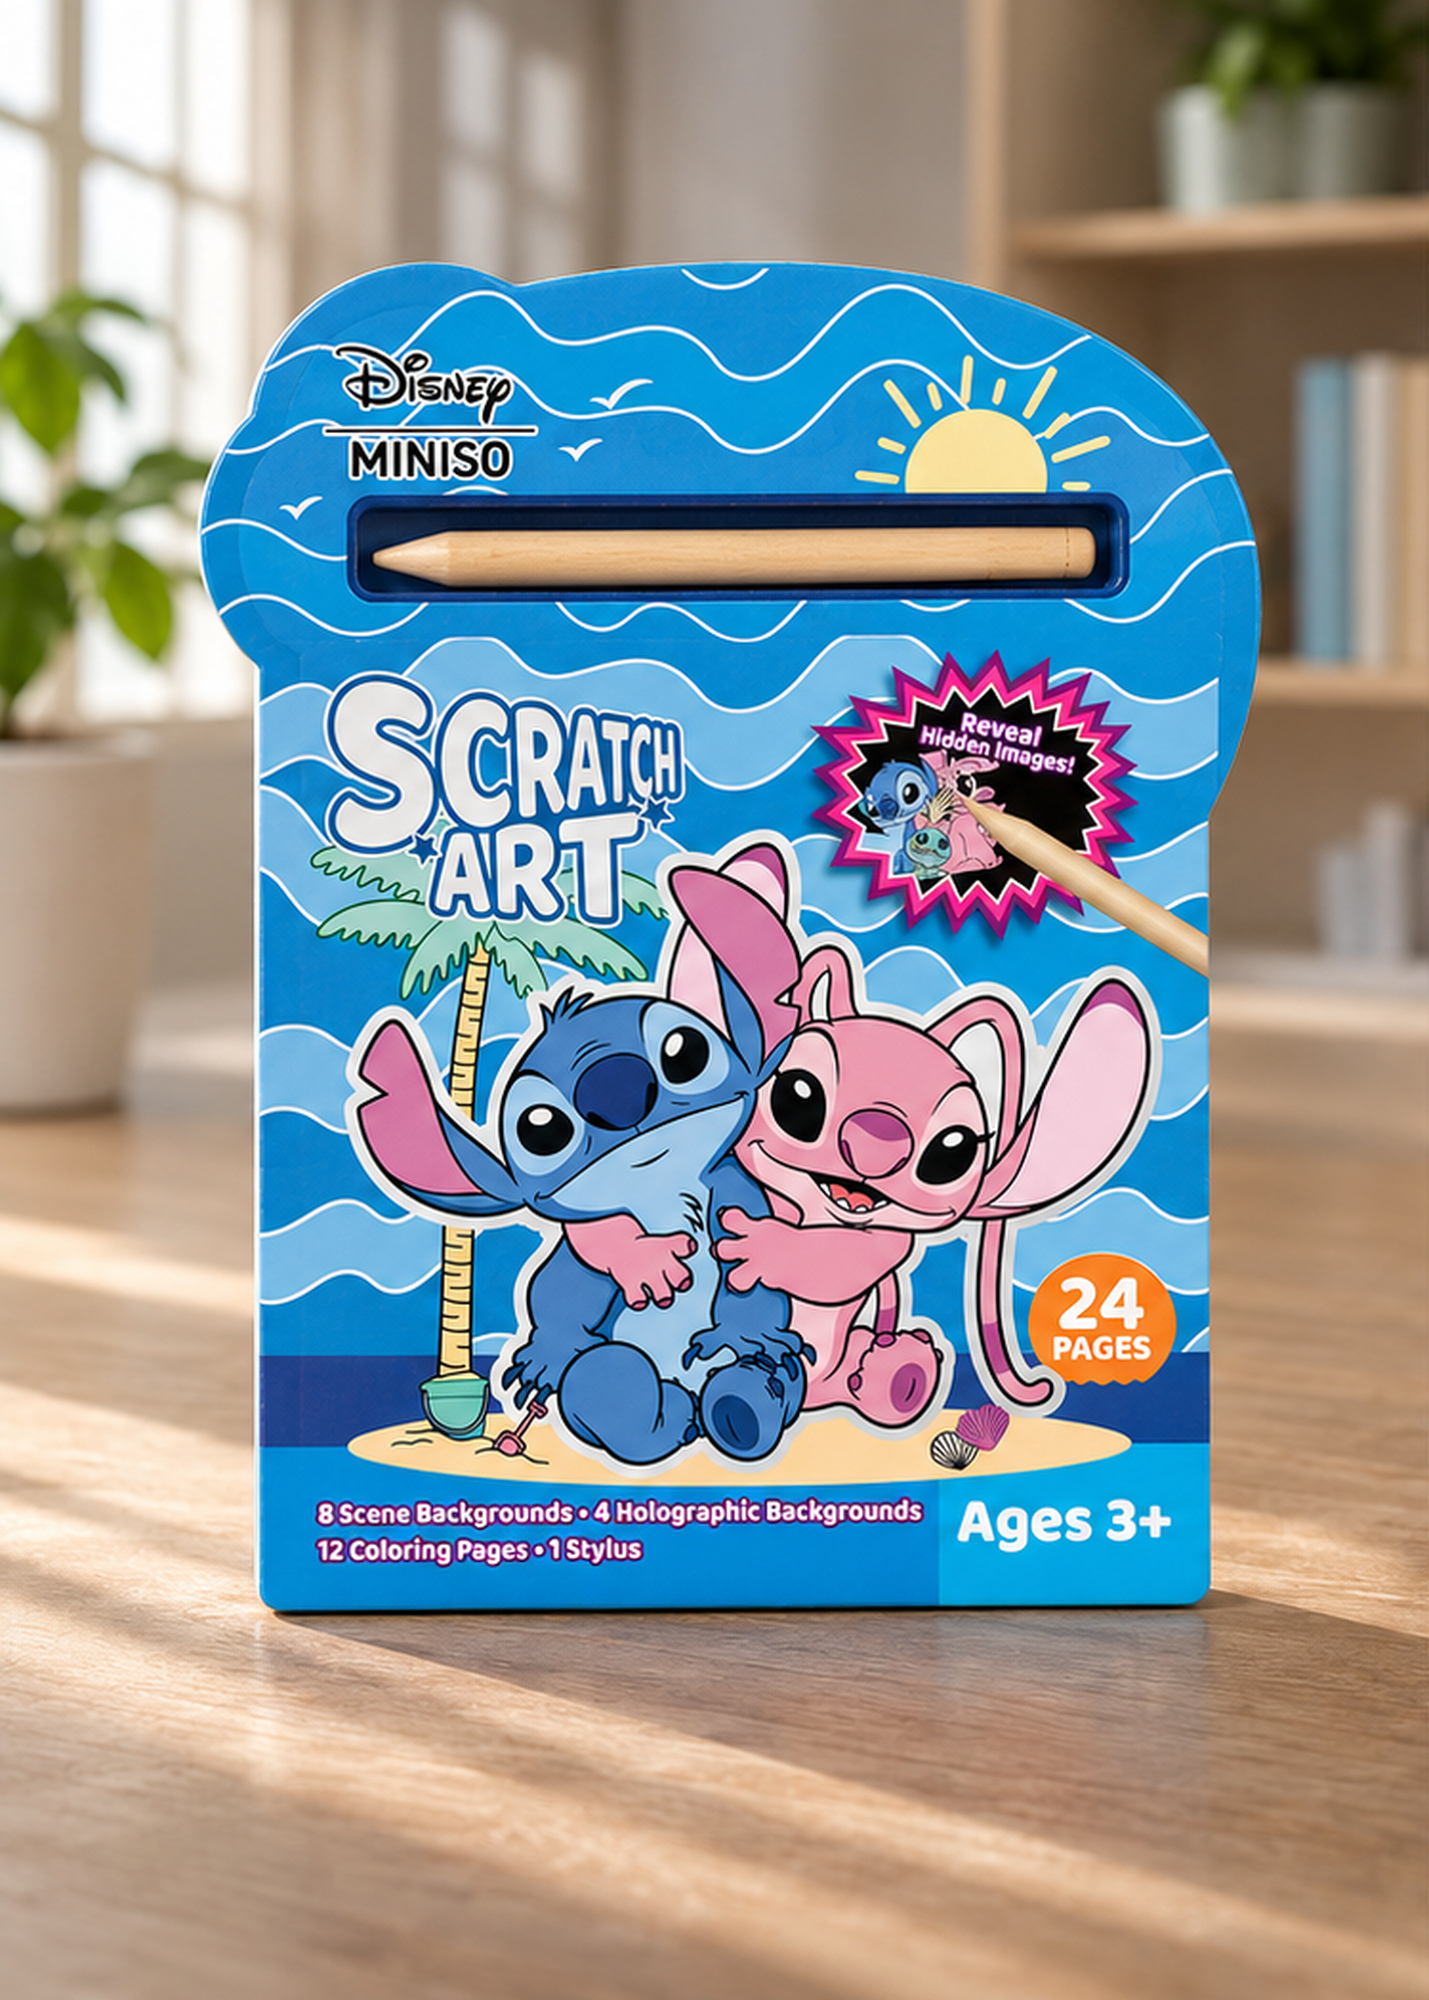 Disney
MINISO
SCRATCH
ART
Reveal
Hidden Images!
24
PAGES
8 Scene Backgrounds • 4 Holographic Backgrounds
12 Coloring Pages • 1 Stylus
Ages 3+